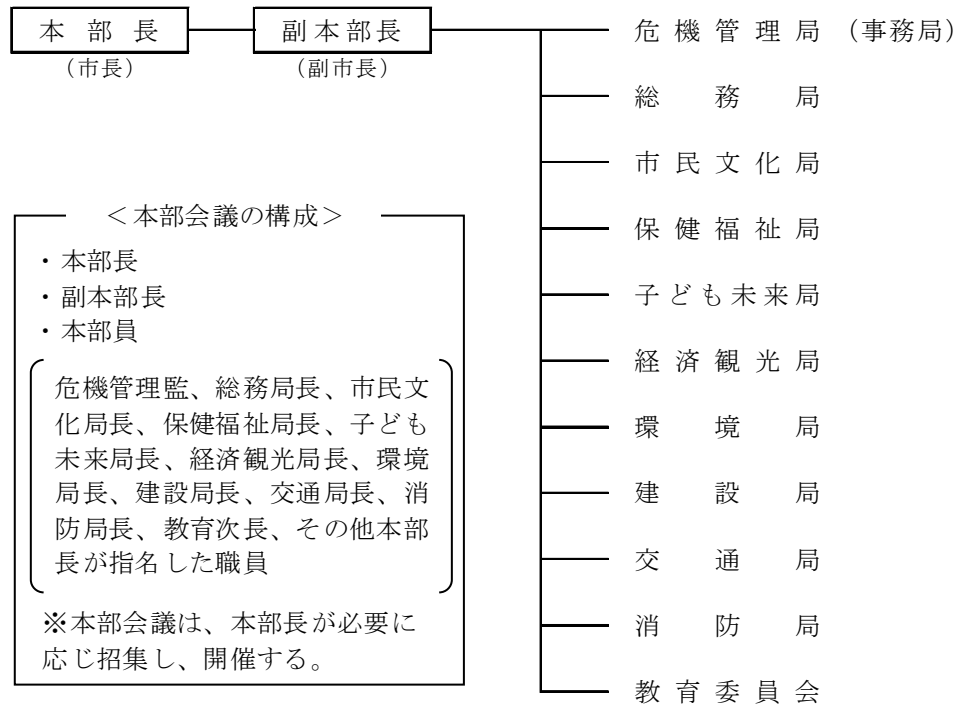 本部長
副本部長
（市長）
（副市長）
危機管理局（事務局）
総務局
市民文化局
保健福祉局
子ども未来局
経済観光局
環境局
建設局
交通局
消防局
教育委員会
＜本部会議の構成＞
・本部長
・副本部長
・本部員
危機管理監、総務局長、市民文
化局長、保健福祉局長、子ども
未来局長、経済観光局長、環境
局長、建設局長、交通局長、消
防局長、教育次長、その他本部
長が指名した職員
※本部会議は、本部長が必要に
応じ招集し、開催する。